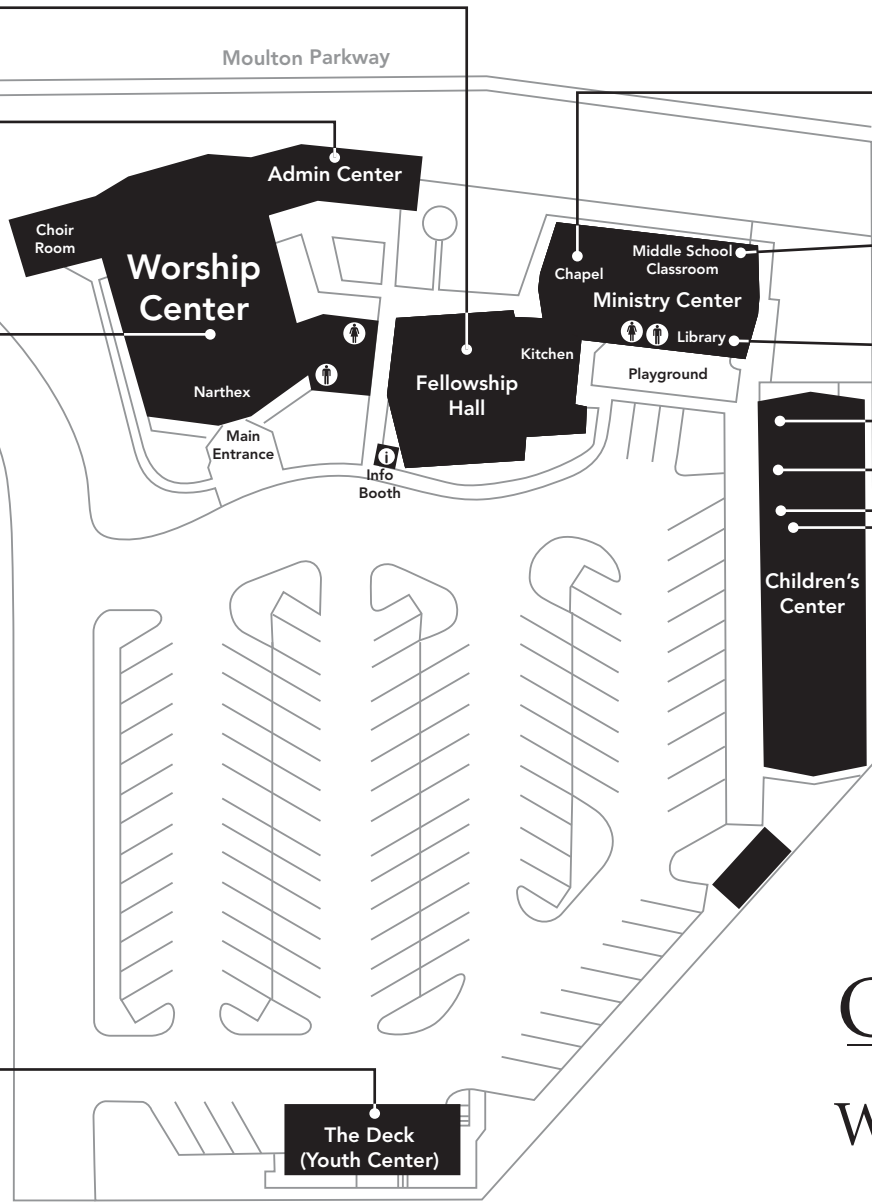 Moulton Parkway
Admin Center
Choir
Room
Worship
Center
Middle School
Classroom
Chapel
Ministry Center
Library
Kitchen
Playground
Fellowship
Hall
Narthex
Main
Entrance
i
Info
Booth
Children's
Center
C
W
The Deck
(Youth Center)